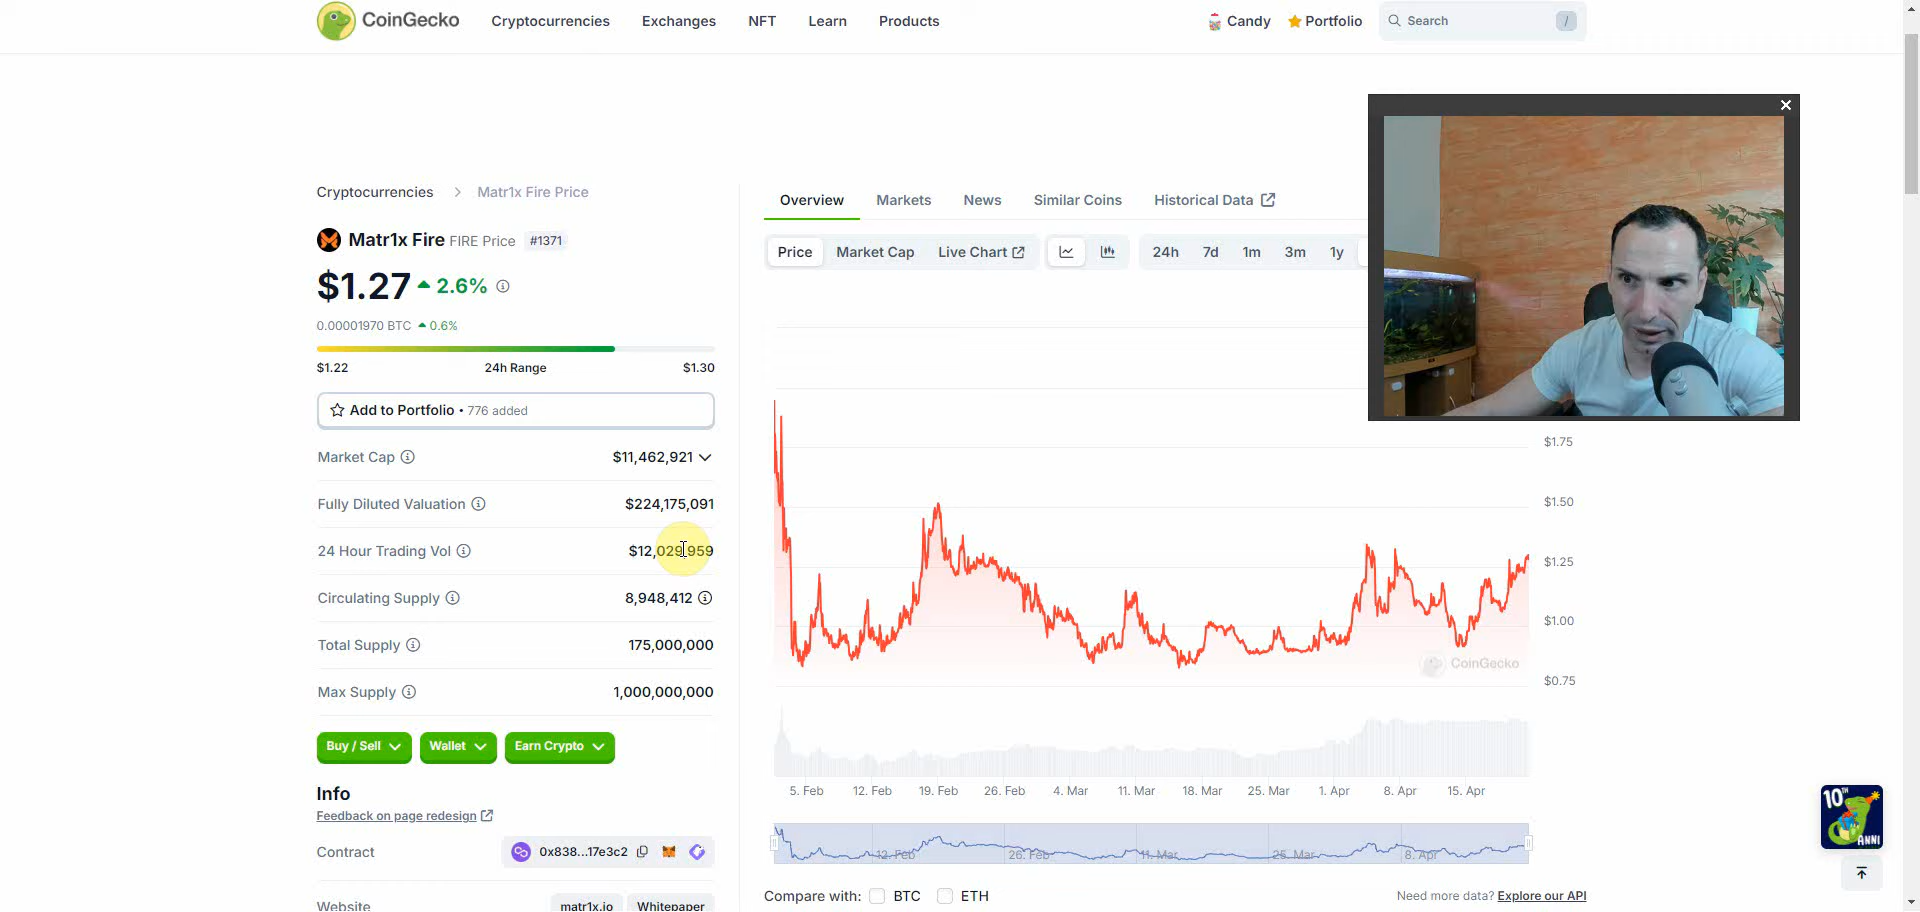 CoinGecko Cryptocurrencies Exchanges NFT Learn Products Candy Portfolio Search /
Cryptocurrencies > Matr1x Fire Price
Matr1x Fire FIRE Price #1371
$1.27 2.6%
0.00001970 BTC 0.6%
$1.22 24h Range $1.30
Add to Portfolio • 776 added
Market Cap $11,462,921
Fully Diluted Valuation $224,175,091
24 Hour Trading Vol $12,029,959
Circulating Supply 8,948,412
Total Supply 175,000,000
Max Supply 1,000,000,000
Buy / Sell Wallet Earn Crypto
Info
Feedback on page redesign
Contract 0x838...17e3c2
Website matr1x.io Whitepaper
Overview Markets News Similar Coins Historical Data
Price Market Cap Live Chart 24h 7d 1m 3m 1y
$1.75
$1.50
$1.25
$1.00
$0.75
CoinGecko
5. Feb 12. Feb 19. Feb 26. Feb 4. Mar 11. Mar 18. Mar 25. Mar 1. Apr 8. Apr 15. Apr
12. Feb 26. Feb 11. Mar 25. Mar 8. Apr
Compare with: BTC ETH
Need more data? Explore our API
10TH
ANNI